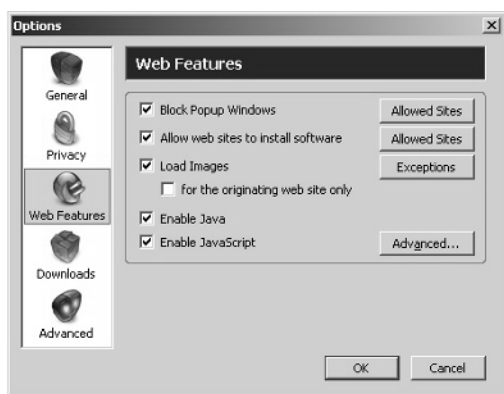 Options
General
Privacy
Web Features
Downloads
Advanced
Web Features
Block Popup Windows
Allowed Sites
Allow web sites to install software
Allowed Sites
Load Images
Exceptions
for the originating web site only
Enable Java
Enable JavaScript
Advanced...
OK
Cancel